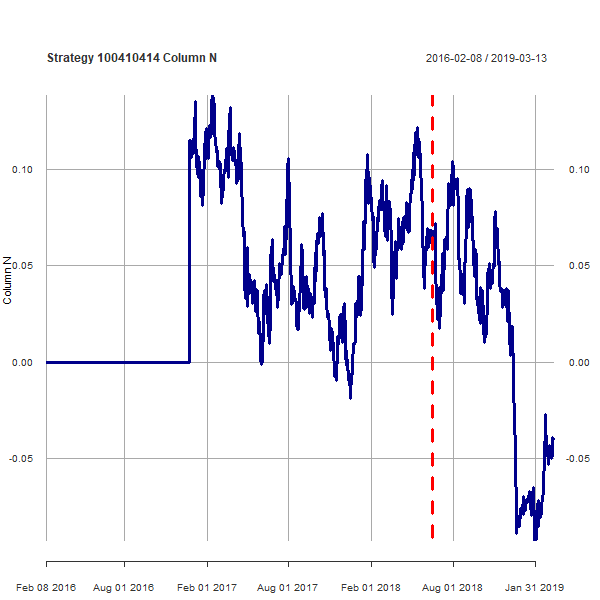 Strategy 100410414 Column N
2016-02-08 / 2019-03-13
0.10 0.10
0.05 0.05
Column N
0.00 0.00
-0.05 -0.05
Feb 08 2016 Aug 01 2016 Feb 01 2017 Aug 01 2017 Feb 01 2018 Aug 01 2018 Jan 31 2019